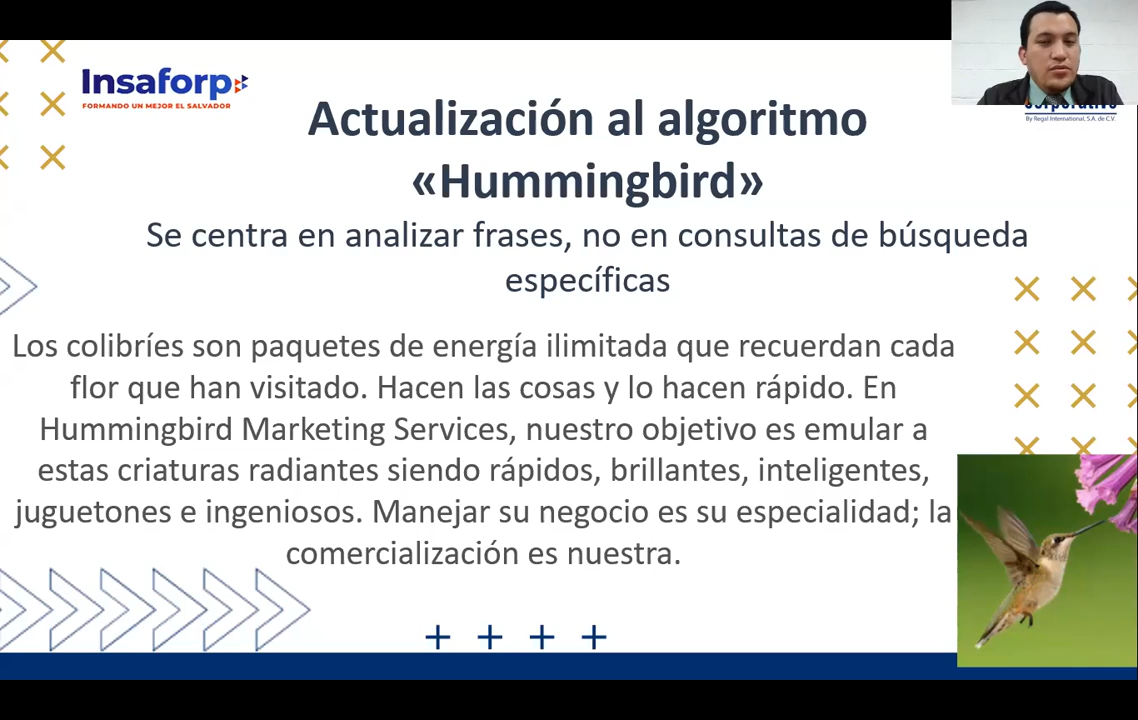 Insaforp
FORMANDO UN MEJOR EL SALVADOR
By Regal International, S.A. de C.V.
Actualización al algoritmo
«Hummingbird»
Se centra en analizar frases, no en consultas de búsqueda
específicas
Los colibríes son paquetes de energía ilimitada que recuerdan cada
flor que han visitado. Hacen las cosas y lo hacen rápido. En
Hummingbird Marketing Services, nuestro objetivo es emular a
estas criaturas radiantes siendo rápidos, brillantes, inteligentes,
juguetones e ingeniosos. Manejar su negocio es su especialidad; la
comercialización es nuestra.